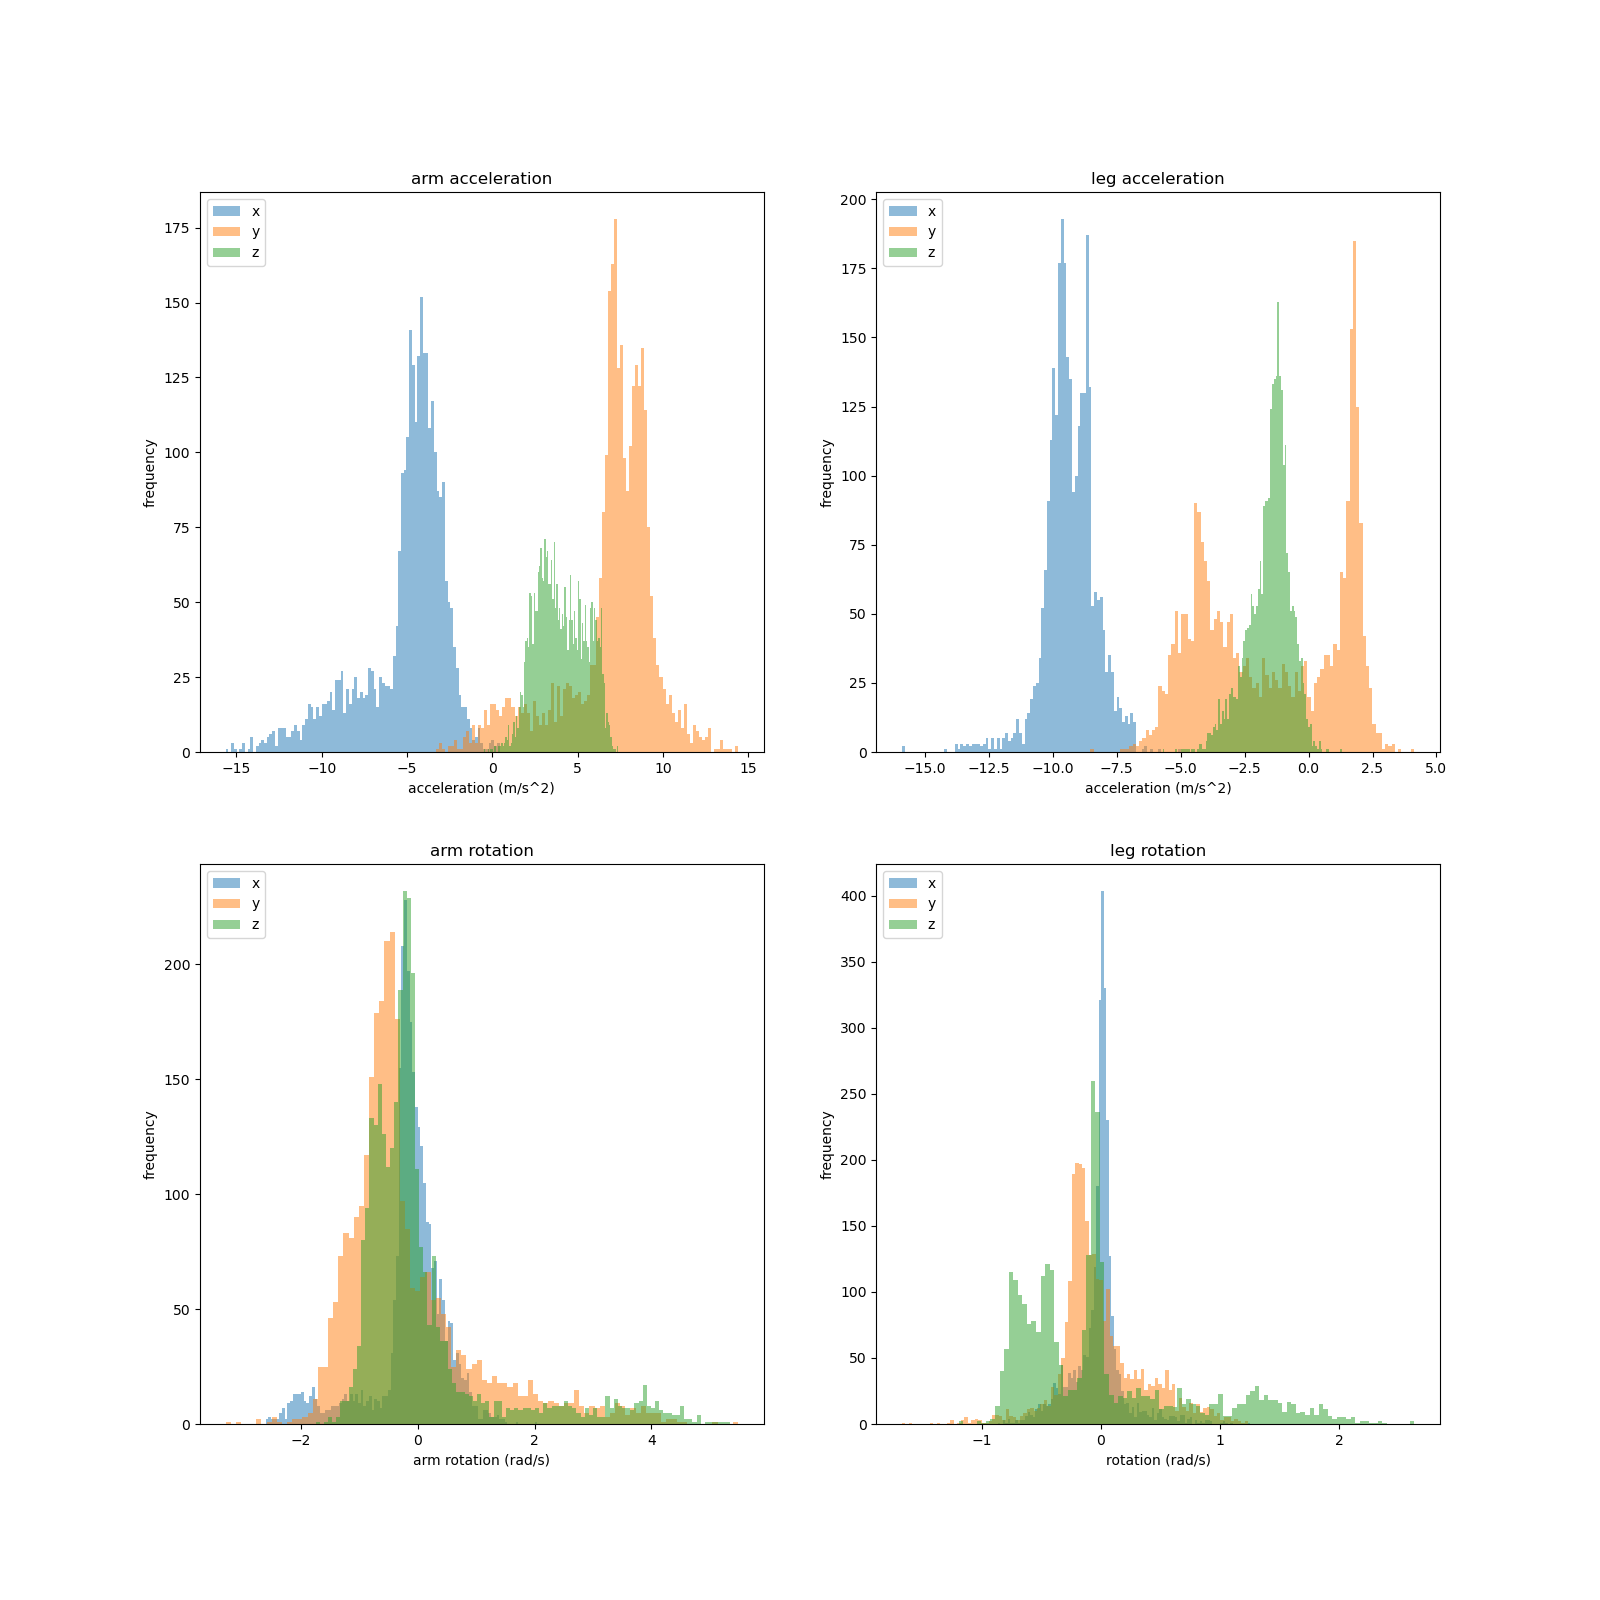 arm acceleration
x
y
z
175
150
125
100
75
50
25
0
frequency
−15
−10
−5
0
5
10
15
acceleration (m/s^2)
leg acceleration
x
y
z
200
175
150
125
100
75
50
25
0
frequency
−15.0
−12.5
−10.0
−7.5
−5.0
−2.5
0.0
2.5
5.0
acceleration (m/s^2)
arm rotation
x
y
z
200
150
100
50
0
frequency
−2
0
2
4
arm rotation (rad/s)
leg rotation
x
y
z
400
350
300
250
200
150
100
50
0
frequency
−1
0
1
2
rotation (rad/s)